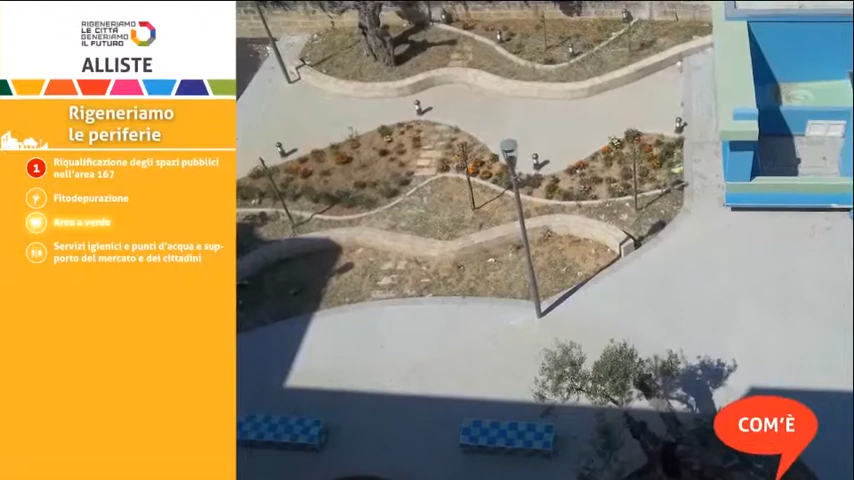 RIGENERIAMO
LE CITTÀ
GENERIAMO
IL FUTURO
ALLISTE
Rigeneriamo
le periferie
1 Riqualificazione degli spazi pubblici
nell'area 167
Fitodepurazione
Area a verde
Servizi igienici e punti d'acqua e sup-
porto del mercato e dei cittadini
COM'È